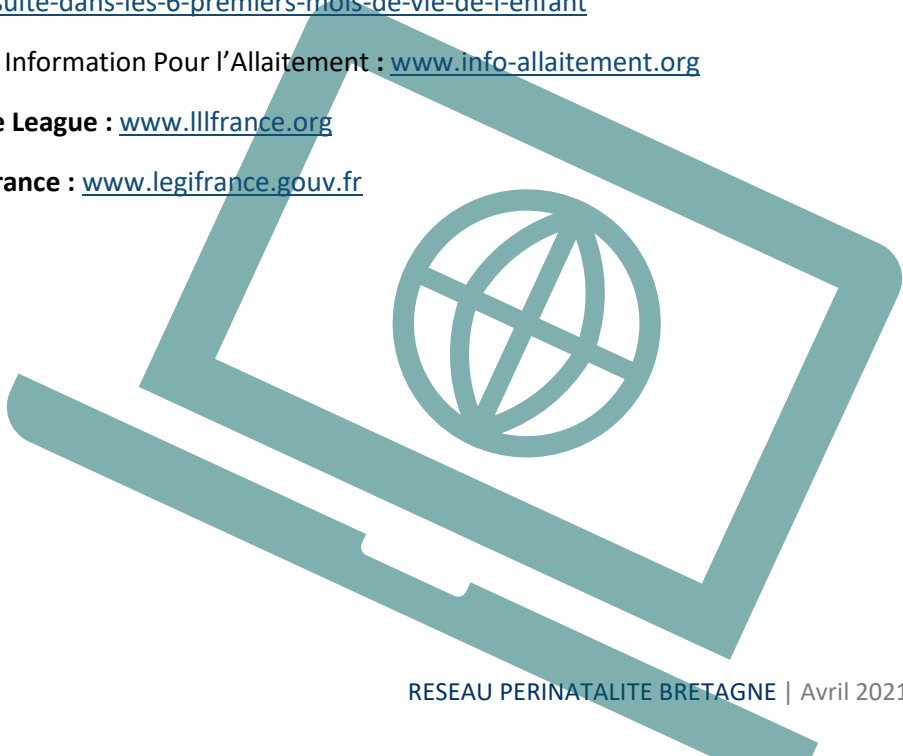 suite-dans-les-6-premiers-mois-de-vie-de-l-enfant
Information Pour l'Allaitement : www.info-allaitement.org
e League : www.lllfrance.org
rance : www.legifrance.gouv.fr
RESEAU PERINATALITE BRETAGNE | Avril 2021